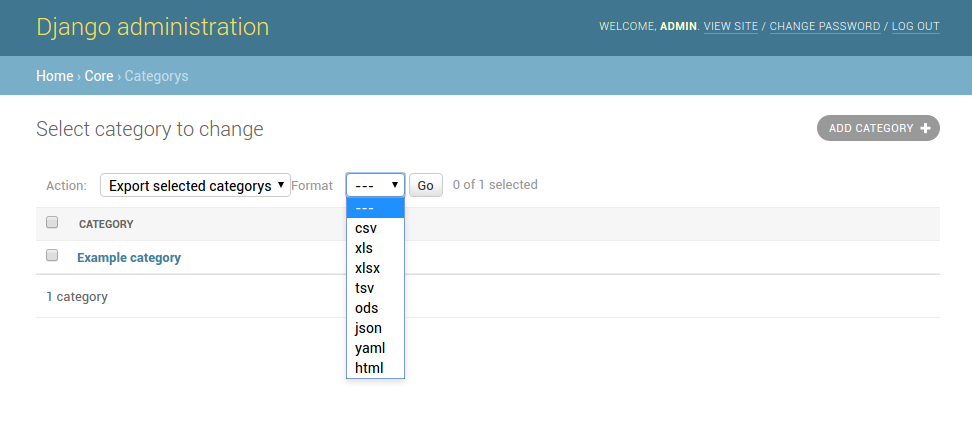 Django administration
WELCOME, ADMIN. VIEW SITE / CHANGE PASSWORD / LOG OUT
Home › Core › Categorys
Select category to change
ADD CATEGORY +
Action: Export selected categorys ▼ Format --- ▼ Go 0 of 1 selected
---
csv
xls
xlsx
tsv
ods
json
yaml
html
CATEGORY
Example category
1 category